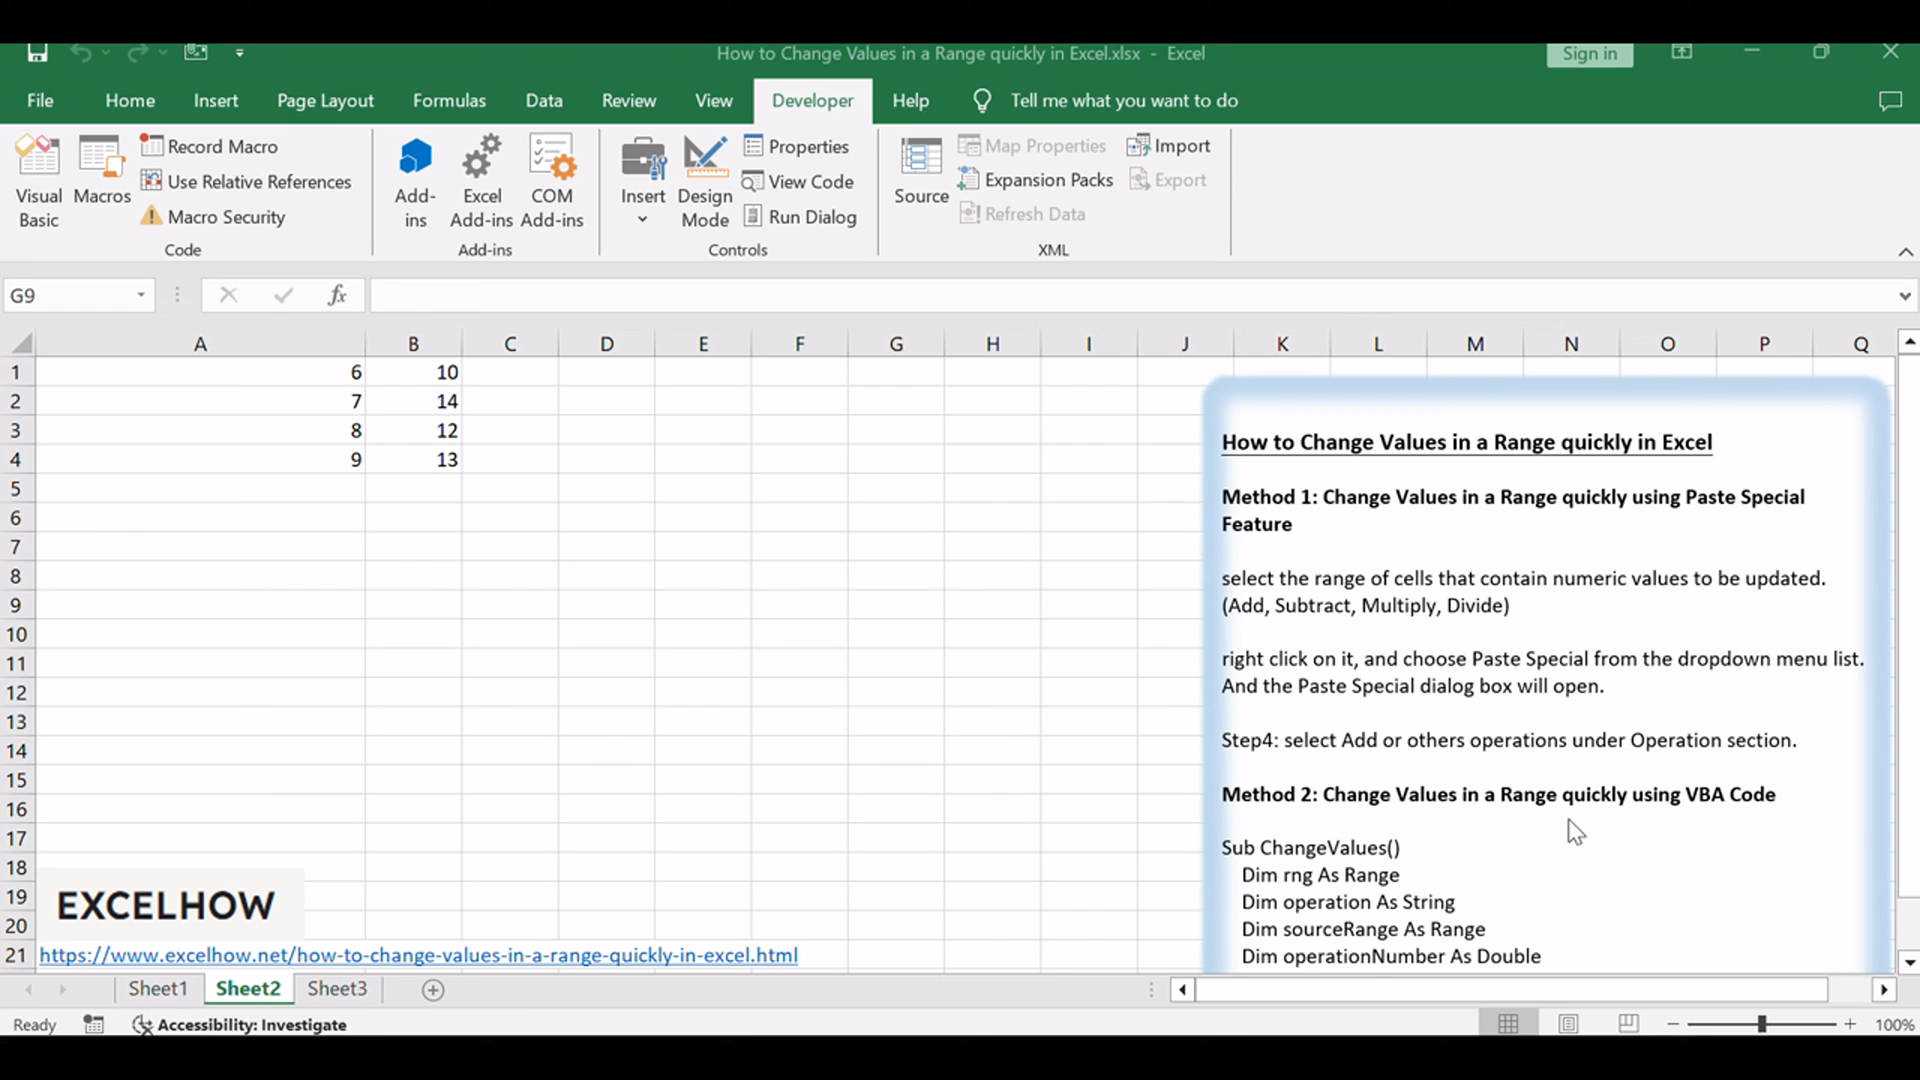 How to Change Values in a Range quickly in Excel.xlsx - Excel
Sign in
File Home Insert Page Layout Formulas Data Review View Developer Help Tell me what you want to do
Visual Basic
Macros
Record Macro
Use Relative References
Macro Security
Code
Add-ins
Excel Add-ins
COM Add-ins
Add-ins
Insert
Design Mode
Properties
View Code
Run Dialog
Controls
Source
Map Properties
Expansion Packs
Refresh Data
Import
Export
XML
G9
fx
A B C D E F G H I J K L M N O P Q
1 6 10
2 7 14
3 8 12
4 9 13
5
6
7
8
9
10
11
12
13
14
15
16
17
18
19
20
21
How to Change Values in a Range quickly in Excel
Method 1: Change Values in a Range quickly using Paste Special
Feature
select the range of cells that contain numeric values to be updated.
(Add, Subtract, Multiply, Divide)
right click on it, and choose Paste Special from the dropdown menu list.
And the Paste Special dialog box will open.
Step4: select Add or others operations under Operation section.
Method 2: Change Values in a Range quickly using VBA Code
Sub ChangeValues()
Dim rng As Range
Dim operation As String
Dim sourceRange As Range
Dim operationNumber As Double
EXCELHOW
https://www.excelhow.net/how-to-change-values-in-a-range-quickly-in-excel.html
Sheet1 Sheet2 Sheet3
Ready
Accessibility: Investigate
100%